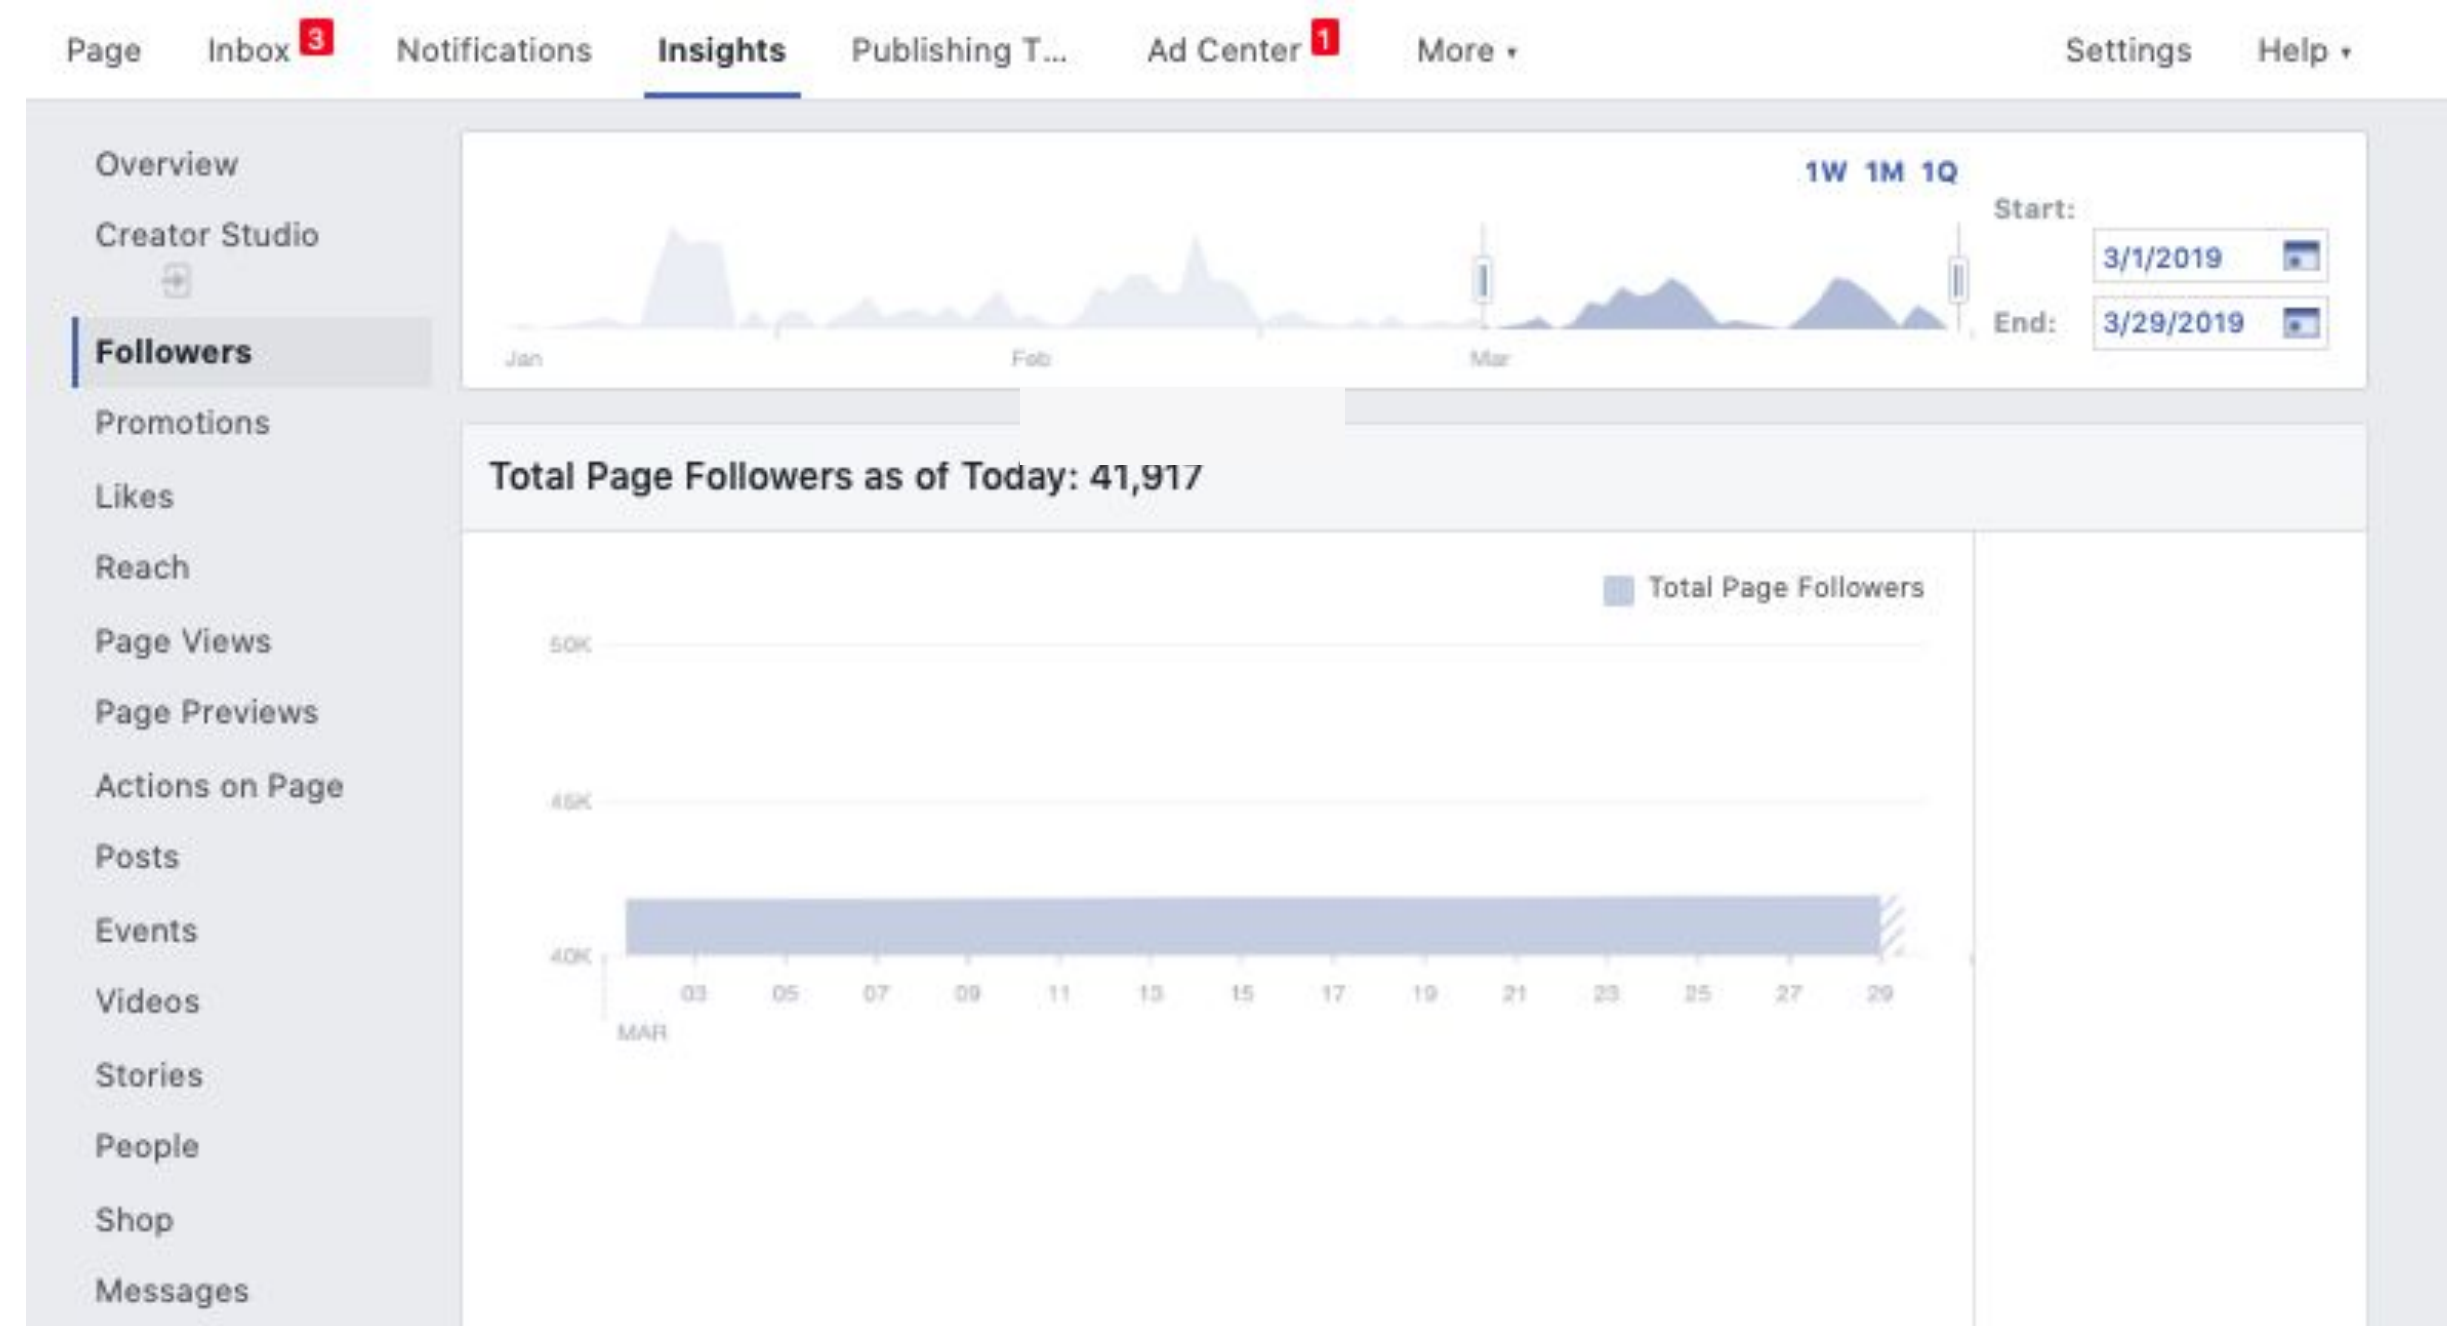 Page Inbox 3 Notifications Insights Publishing T... Ad Center 1 More Settings Help
Overview
Creator Studio
Followers
Promotions
Likes
Reach
Page Views
Page Previews
Actions on Page
Posts
Events
Videos
Stories
People
Shop
Messages
1W 1M 1Q
Start:
3/1/2019
End:
3/29/2019
Jan Feb Mar
Total Page Followers as of Today: 41,917
Total Page Followers
50K
45K
40K
03 05 07 09 11 13 15 17 19 21 23 25 27 29
MAR